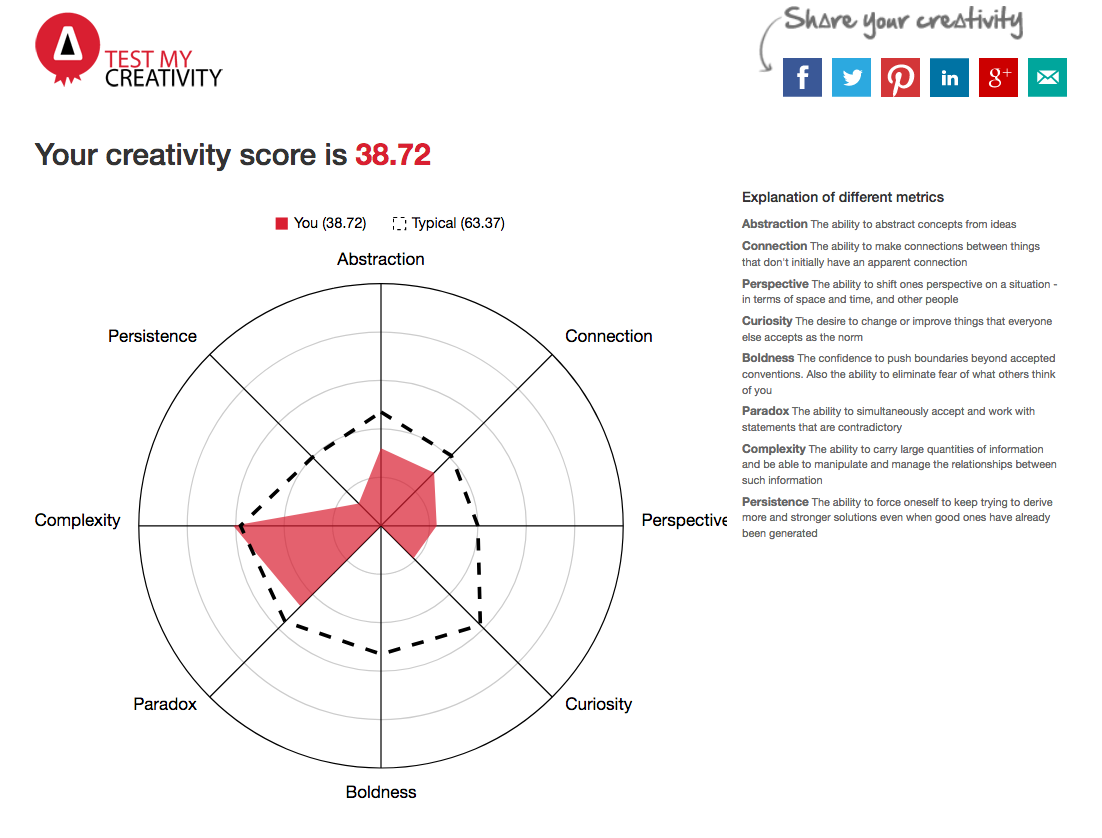 TEST MY
CREATIVITY
Share your creativity
f
in
g+
Your creativity score is 38.72
You (38.72)
Typical (63.37)
Abstraction
Connection
Perspective
Curiosity
Boldness
Paradox
Complexity
Persistence
Explanation of different metrics
Abstraction The ability to abstract concepts from ideas
Connection The ability to make connections between things
that don't initially have an apparent connection
Perspective The ability to shift ones perspective on a situation -
in terms of space and time, and other people
Curiosity The desire to change or improve things that everyone
else accepts as the norm
Boldness The confidence to push boundaries beyond accepted
conventions. Also the ability to eliminate fear of what others think
of you
Paradox The ability to simultaneously accept and work with
statements that are contradictory
Complexity The ability to carry large quantities of information
and be able to manipulate and manage the relationships between
such information
Persistence The ability to force oneself to keep trying to derive
more and stronger solutions even when good ones have already
been generated